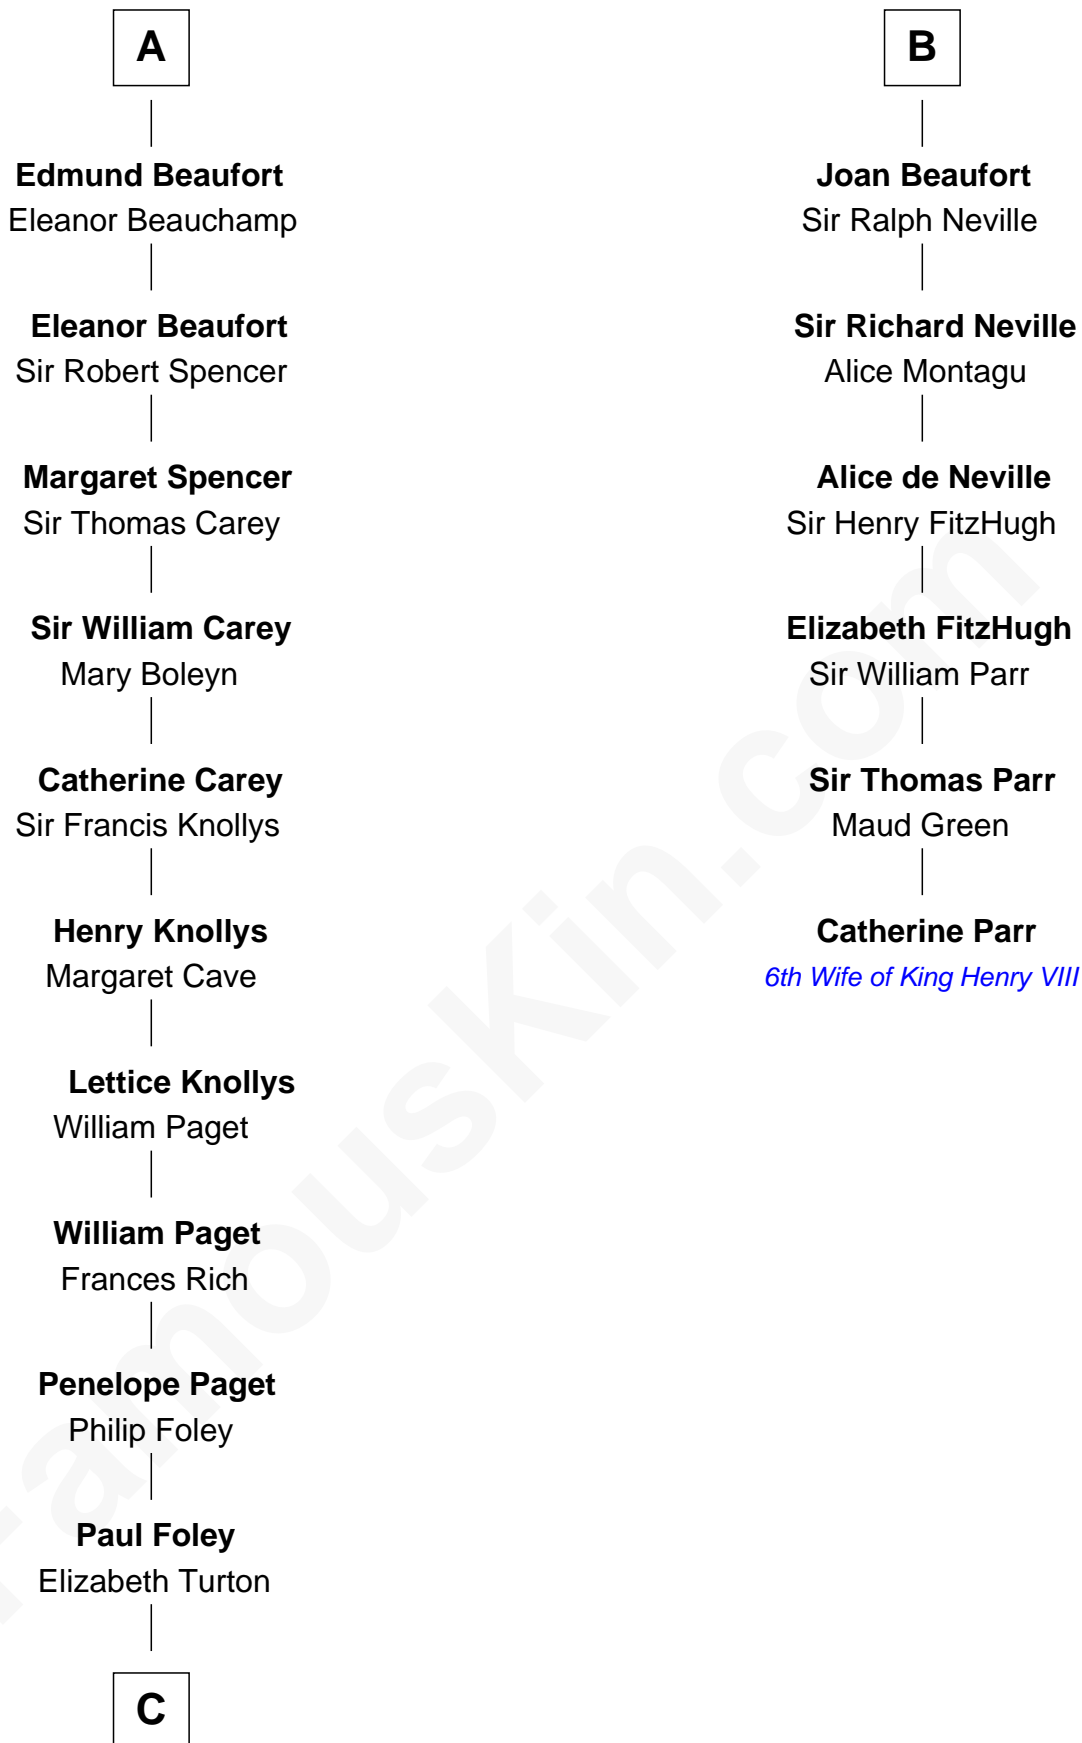 A
Edmund Beaufort
Eleanor Beauchamp
Eleanor Beaufort
Sir Robert Spencer
Margaret Spencer
Sir Thomas Carey
Sir William Carey
Mary Boleyn
Catherine Carey
Sir Francis Knollys
Henry Knollys
Margaret Cave
Lettice Knollys
William Paget
William Paget
Frances Rich
Penelope Paget
Philip Foley
Paul Foley
Elizabeth Turton
C
B
Joan Beaufort
Sir Ralph Neville
Sir Richard Neville
Alice Montagu
Alice de Neville
Sir Henry FitzHugh
Elizabeth FitzHugh
Sir William Parr
Sir Thomas Parr
Maud Green
Catherine Parr
6th Wife of King Henry VIII
FamousKin.com